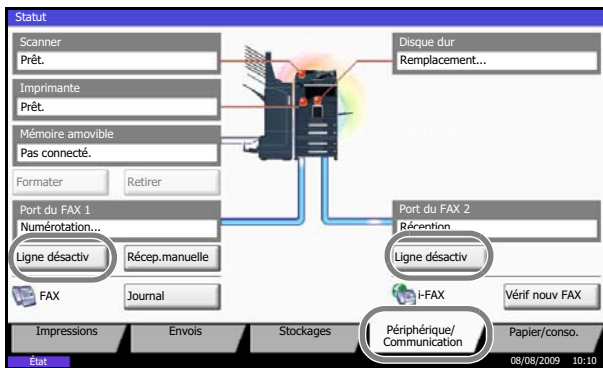 Statut
Scanner
Prêt.
Disque dur
Remplacement...
Imprimante
Prêt.
Mémoire amovible
Pas connecté.
Formater
Retirer
Port du FAX 1
Numérotation...
Port du FAX 2
Réception
Ligne désactiv
Récep.manuelle
Ligne désactiv
FAX
Journal
i-FAX
Vérif nouv FAX
Impressions
Envois
Stockages
Périphérique/
Communication
Papier/conso.
État
08/08/2009 10:10